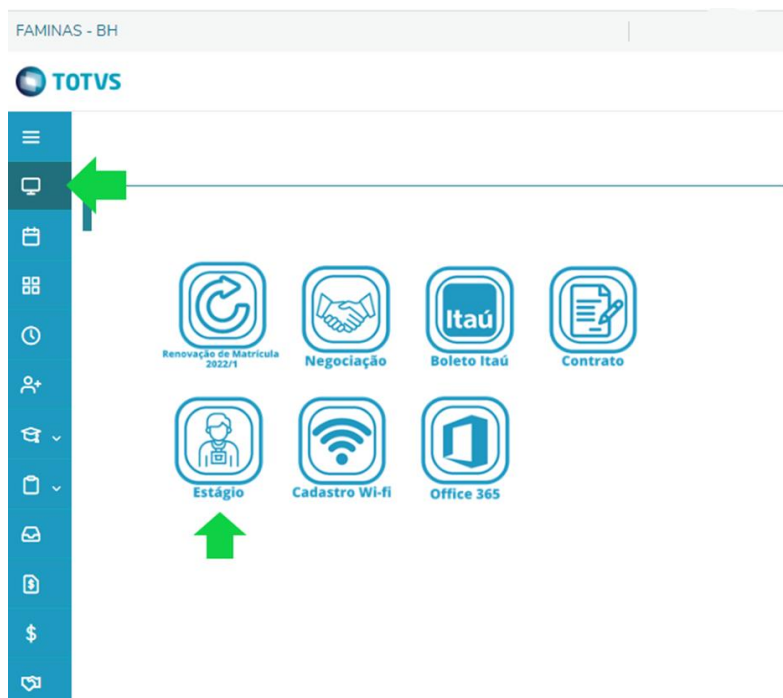 FAMINAS - BH
TOTVS
Renovação de Matrícula
2022/1
Negociação
Itaú
Boleto Itaú
Contrato
Estágio
Cadastro Wi-fi
Office 365